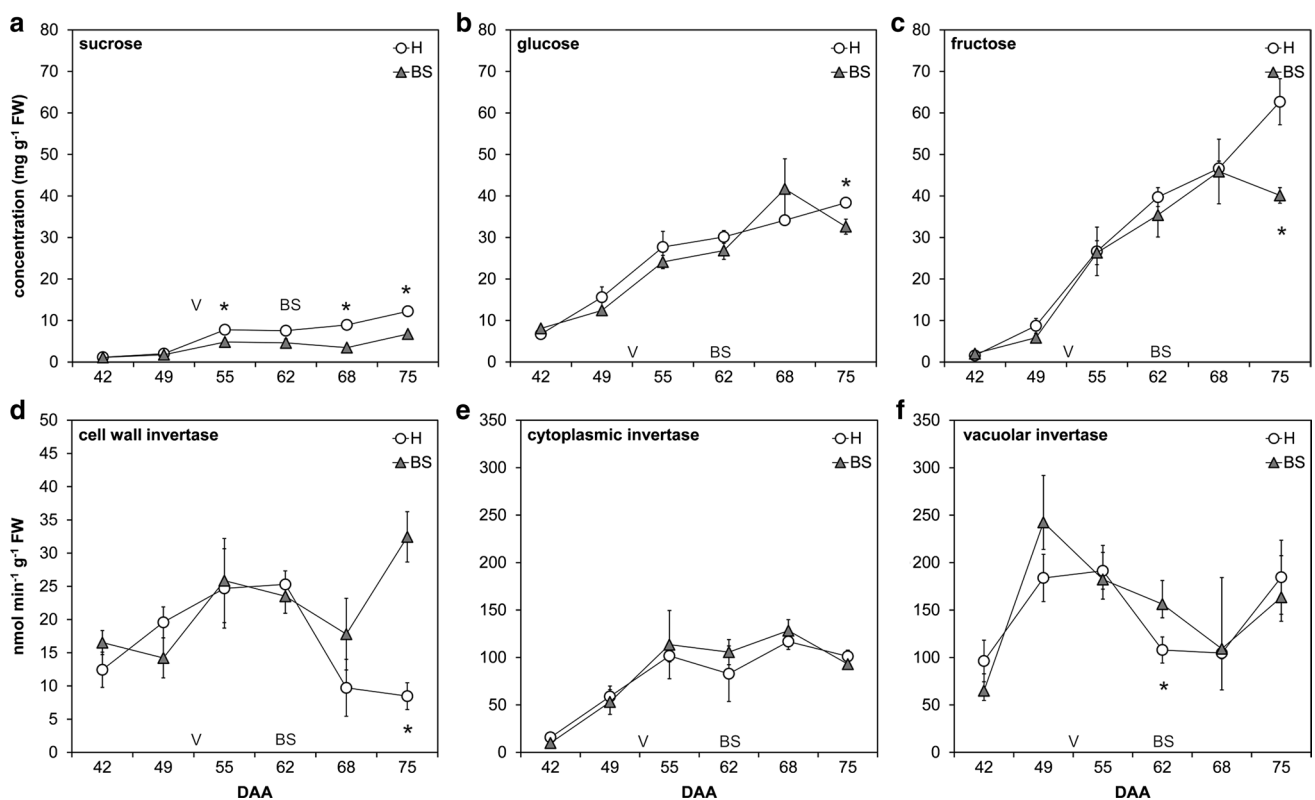 a
sucrose
H
BS
concentration (mg g⁻¹ FW)
80
70
60
50
40
30
20
10
0
V
*
BS
*
*
42 49 55 62 68 75
b
glucose
H
BS
80
70
60
50
40
30
20
10
0
*
V
BS
42 49 55 62 68 75
c
fructose
H
BS
80
70
60
50
40
30
20
10
0
*
V
BS
42 49 55 62 68 75
d
cell wall invertase
H
BS
nmol min⁻¹ g⁻¹ FW
50
45
40
35
30
25
20
15
10
5
0
V
BS
*
42 49 55 62 68 75
DAA
e
cytoplasmic invertase
H
BS
350
300
250
200
150
100
50
0
V
BS
42 49 55 62 68 75
DAA
f
vacuolar invertase
H
BS
350
300
250
200
150
100
50
0
*
V
BS
42 49 55 62 68 75
DAA